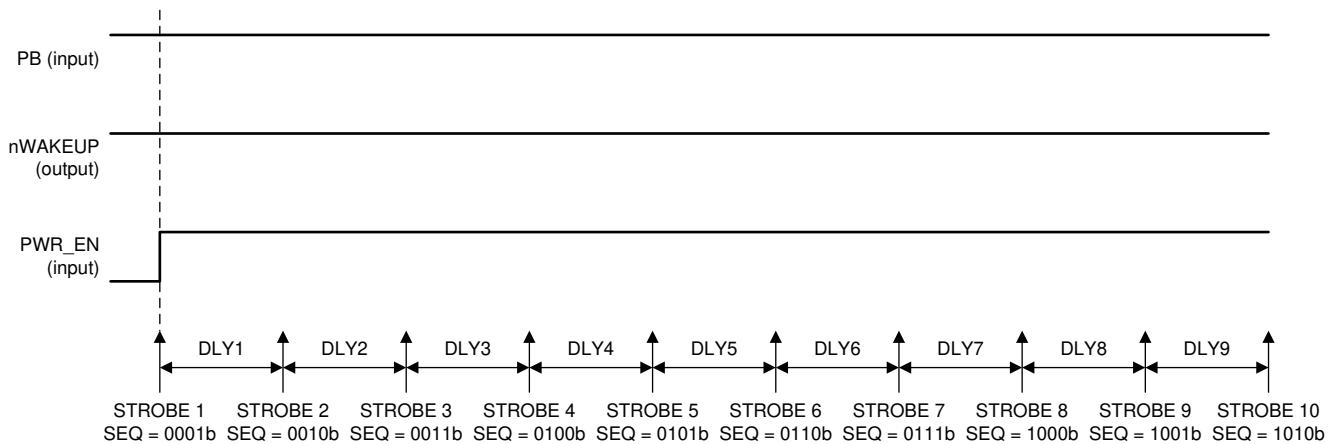 PB (input)
nWAKEUP
(output)
PWR_EN
(input)
DLY1 DLY2 DLY3 DLY4 DLY5 DLY6 DLY7 DLY8 DLY9
STROBE 1 STROBE 2 STROBE 3 STROBE 4 STROBE 5 STROBE 6 STROBE 7 STROBE 8 STROBE 9 STROBE 10
SEQ = 0001b SEQ = 0010b SEQ = 0011b SEQ = 0100b SEQ = 0101b SEQ = 0110b SEQ = 0111b SEQ = 1000b SEQ = 1001b SEQ = 1010b